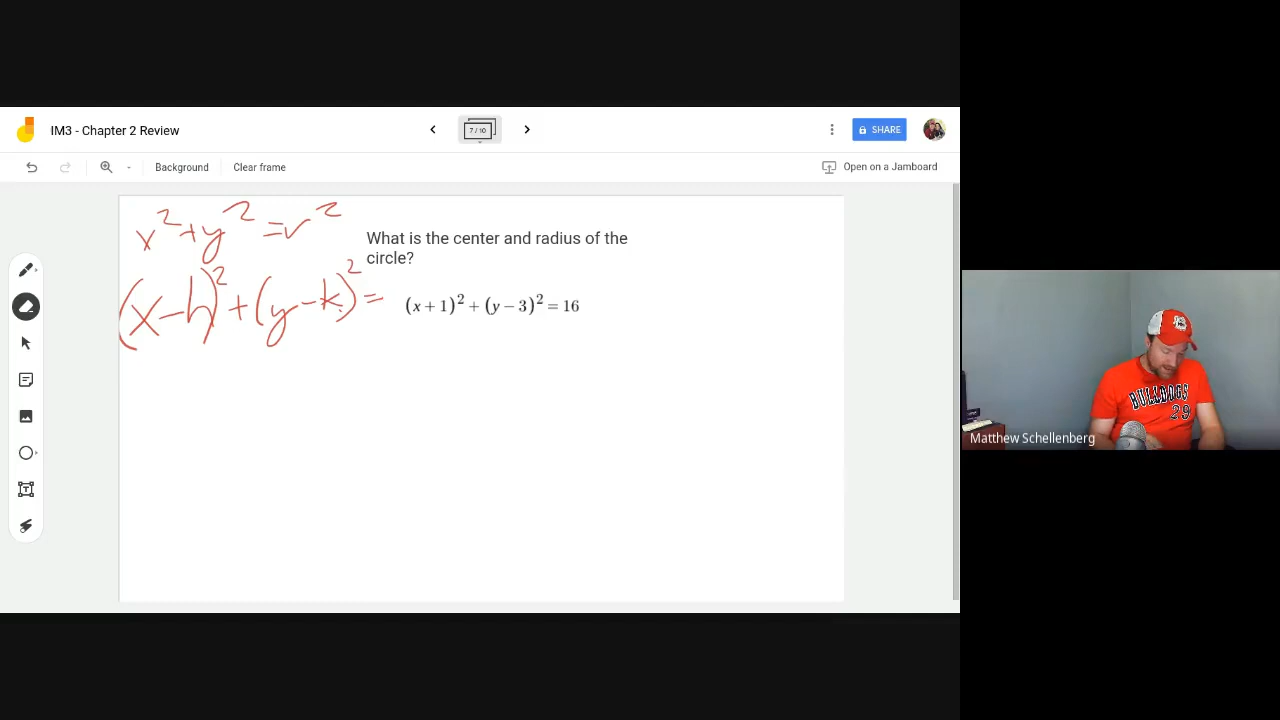 IM3 - Chapter 2 Review
7 / 10
SHARE
Background
Clear frame
Open on a Jamboard
x² + y² = r²
What is the center and radius of the
circle?
(x - h)² + (y - k)² =
(x + 1)² + (y − 3)² = 16
BULLDOGS
29
Matthew Schellenberg